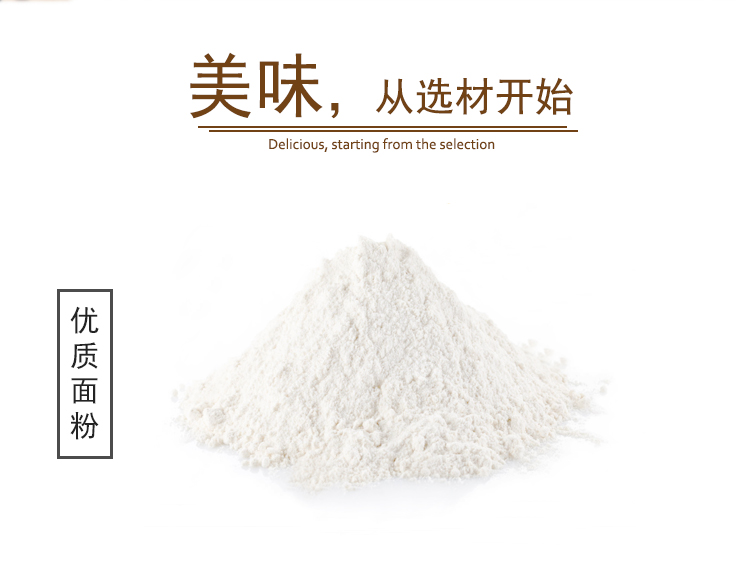 美味，从选材开始
Delicious, starting from the selection
优质面粉